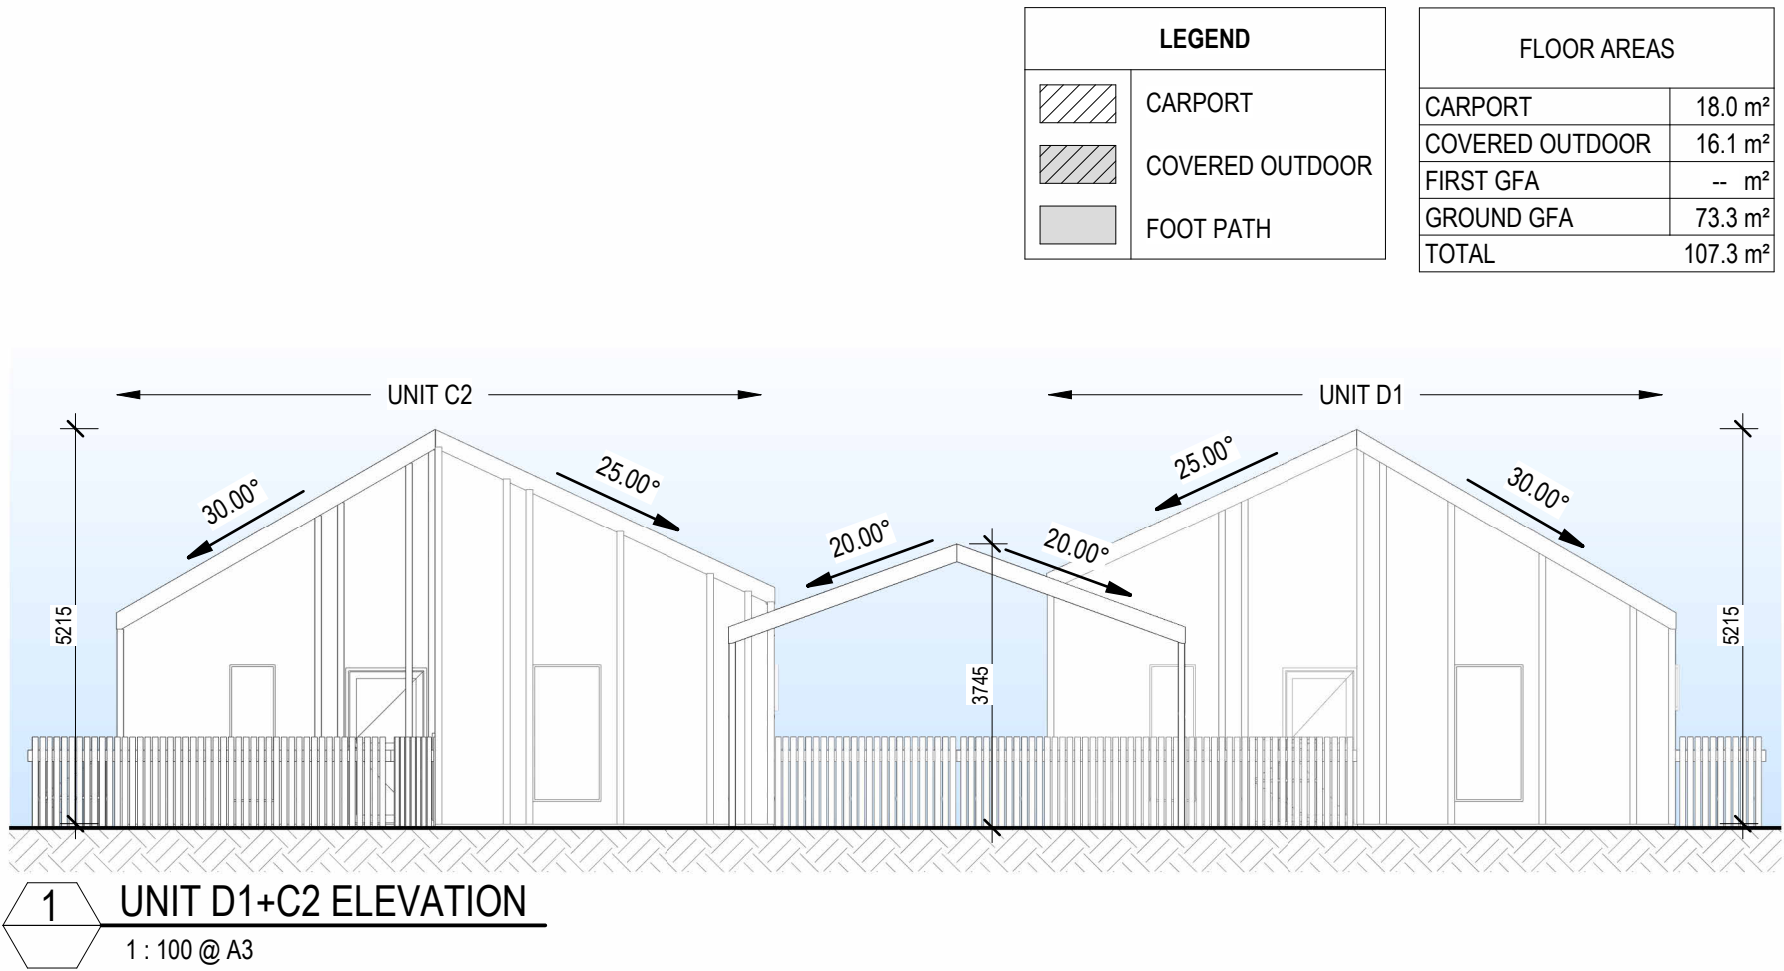 LEGEND
CARPORT
COVERED OUTDOOR
FOOT PATH
FLOOR AREAS
CARPORT 18.0 m²
COVERED OUTDOOR 16.1 m²
FIRST GFA -- m²
GROUND GFA 73.3 m²
TOTAL 107.3 m²
UNIT C2
UNIT D1
30.00°
25.00°
20.00°
20.00°
25.00°
30.00°
5215
3745
5215
1
UNIT D1+C2 ELEVATION
1 : 100 @ A3